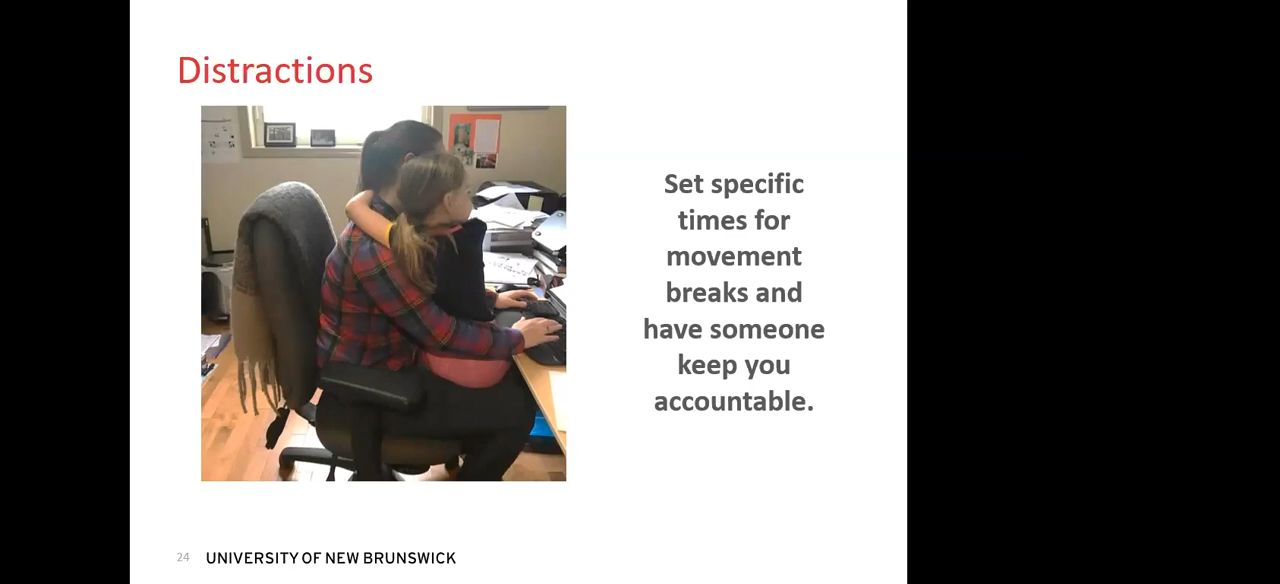 Distractions
Set specific
times for
movement
breaks and
have someone
keep you
accountable.
24 UNIVERSITY OF NEW BRUNSWICK